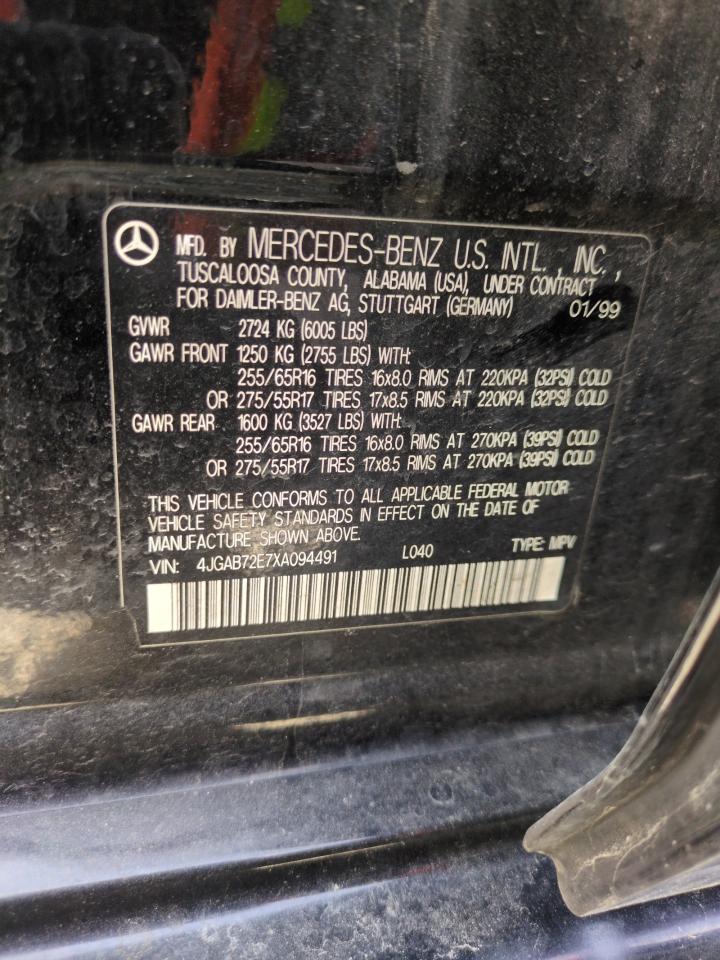 MFD. BY MERCEDES-BENZ U.S. INTL., INC.,
TUSCALOOSA COUNTY, ALABAMA (USA), UNDER CONTRACT
FOR DAIMLER-BENZ AG, STUTTGART (GERMANY) 01/99
GVWR 2724 KG (6005 LBS)
GAWR FRONT 1250 KG (2755 LBS) WITH:
255/65R16 TIRES 16x8.0 RIMS AT 220KPA (32PSI) COLD
OR 275/55R17 TIRES 17x8.5 RIMS AT 220KPA (32PSI) COLD
GAWR REAR 1600 KG (3527 LBS) WITH:
255/65R16 TIRES 16x8.0 RIMS AT 270KPA (39PSI) COLD
OR 275/55R17 TIRES 17x8.5 RIMS AT 270KPA (39PSI) COLD
THIS VEHICLE CONFORMS TO ALL APPLICABLE FEDERAL MOTOR
VEHICLE SAFETY STANDARDS IN EFFECT ON THE DATE OF
MANUFACTURE SHOWN ABOVE.
VIN: 4JGAB72E7XA094491 L040 TYPE: MPV